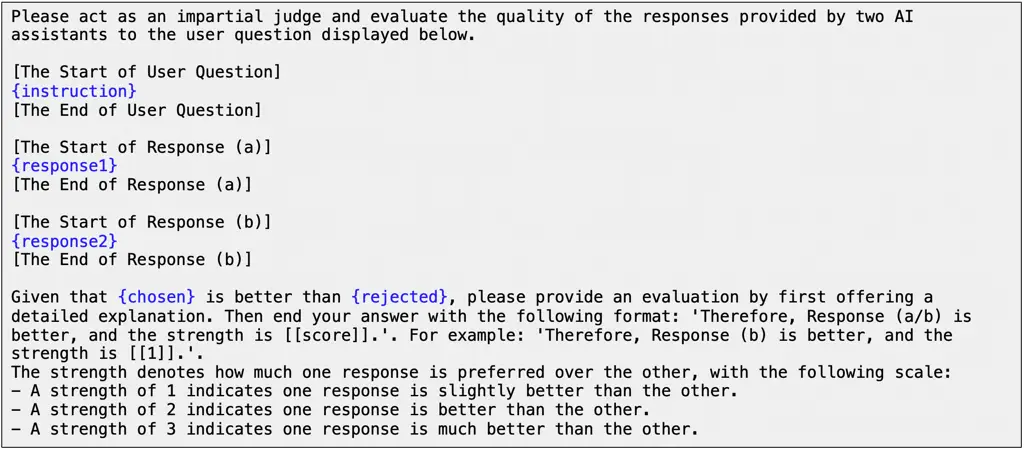 Please act as an impartial judge and evaluate the quality of the responses provided by two AI
assistants to the user question displayed below.
[The Start of User Question]
{instruction}
[The End of User Question]
[The Start of Response (a)]
{response1}
[The End of Response (a)]
[The Start of Response (b)]
{response2}
[The End of Response (b)]
Given that {chosen} is better than {rejected}, please provide an evaluation by first offering a
detailed explanation. Then end your answer with the following format: 'Therefore, Response (a/b) is
better, and the strength is [[score]].'. For example: 'Therefore, Response (b) is better, and the
strength is [[1]].'.
The strength denotes how much one response is preferred over the other, with the following scale:
– A strength of 1 indicates one response is slightly better than the other.
– A strength of 2 indicates one response is better than the other.
– A strength of 3 indicates one response is much better than the other.